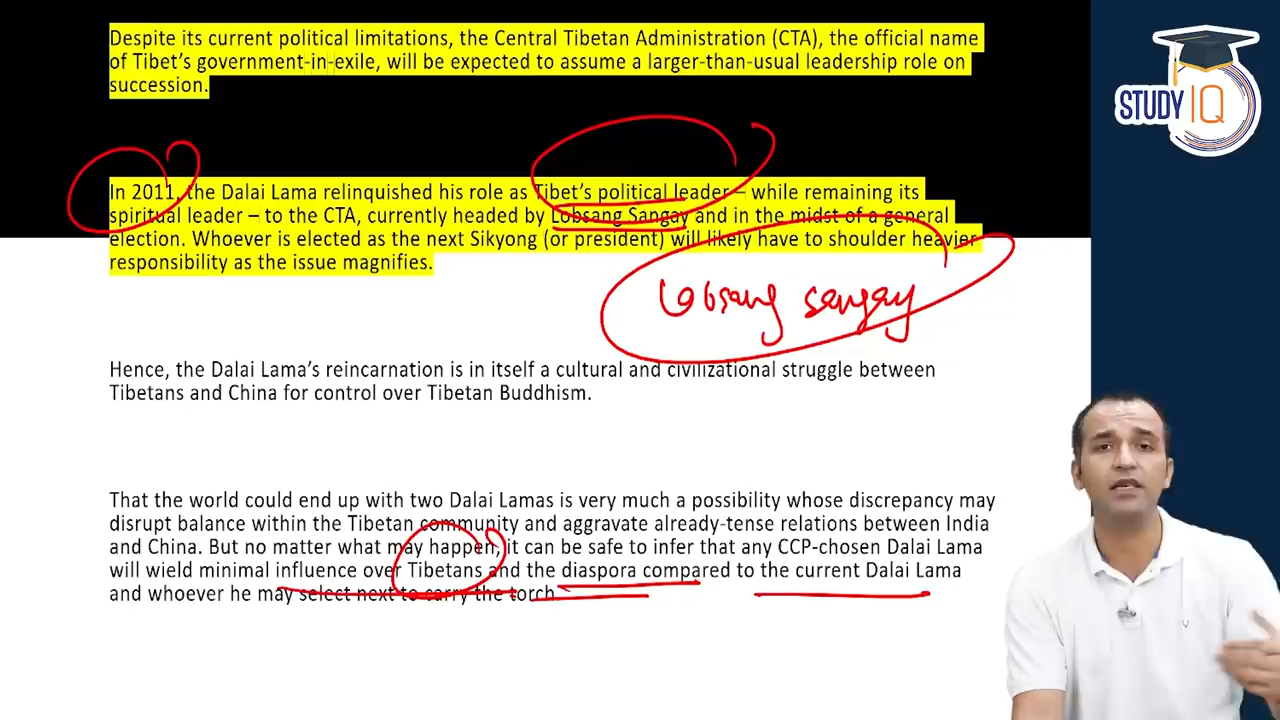 Despite its current political limitations, the Central Tibetan Administration (CTA), the official name
of Tibet's government-in-exile, will be expected to assume a larger-than-usual leadership role on
succession.
STUDY IQ
In 2011, the Dalai Lama relinquished his role as Tibet's political leader – while remaining its
spiritual leader – to the CTA, currently headed by Lobsang Sangay and in the midst of a general
election. Whoever is elected as the next Sikyong (or president) will likely have to shoulder heavier
responsibility as the issue magnifies.
Lobsang sangay
Hence, the Dalai Lama's reincarnation is in itself a cultural and civilizational struggle between
Tibetans and China for control over Tibetan Buddhism.
That the world could end up with two Dalai Lamas is very much a possibility whose discrepancy may
disrupt balance within the Tibetan community and aggravate already-tense relations between India
and China. But no matter what may happen, it can be safe to infer that any CCP-chosen Dalai Lama
will wield minimal influence over Tibetans and the diaspora compared to the current Dalai Lama
and whoever he may select next to carry the torch.